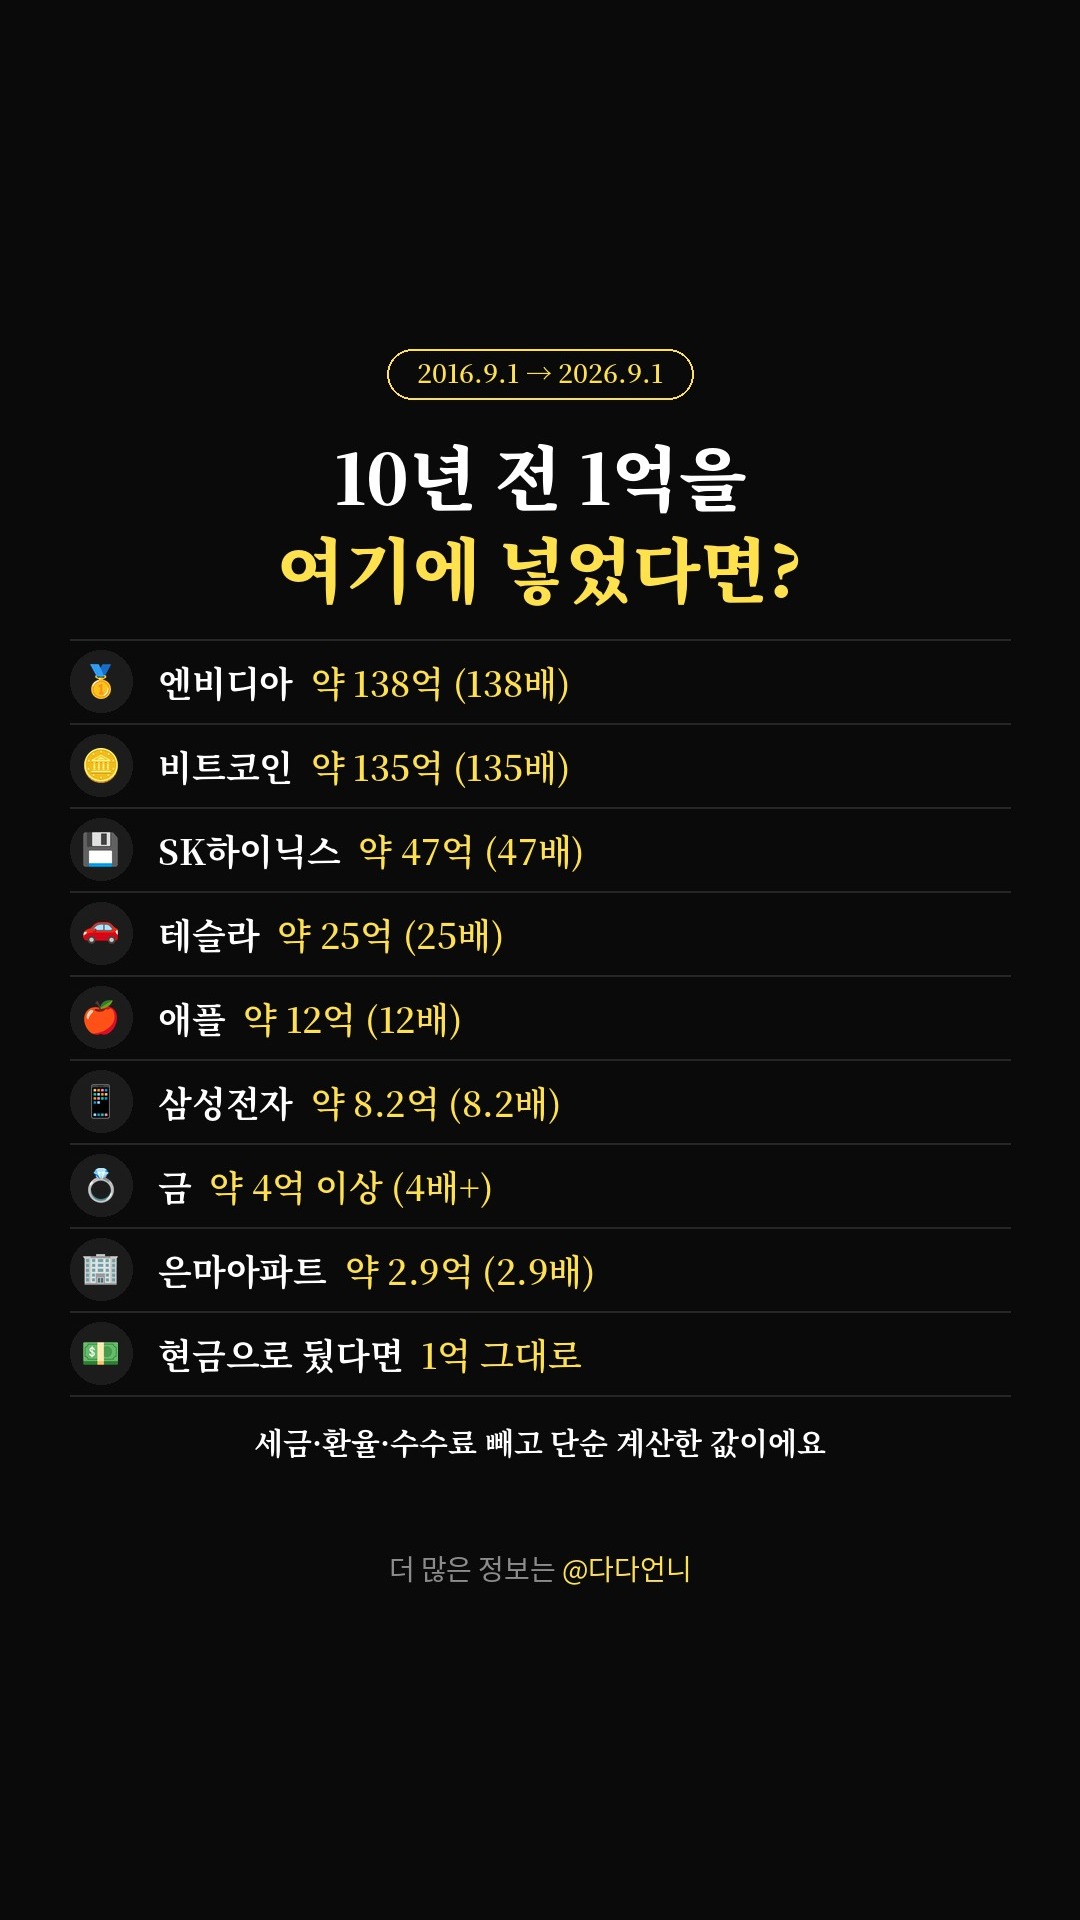 2016.9.1 → 2026.9.1
10년 전 1억을
여기에 넣었다면?
엔비디아 약 138억 (138배)
비트코인 약 135억 (135배)
SK하이닉스 약 47억 (47배)
테슬라 약 25억 (25배)
애플 약 12억 (12배)
삼성전자 약 8.2억 (8.2배)
금 약 4억 이상 (4배+)
은마아파트 약 2.9억 (2.9배)
현금으로 뒀다면 1억 그대로
세금·환율·수수료 빼고 단순 계산한 값이에요
더 많은 정보는 @다다언니